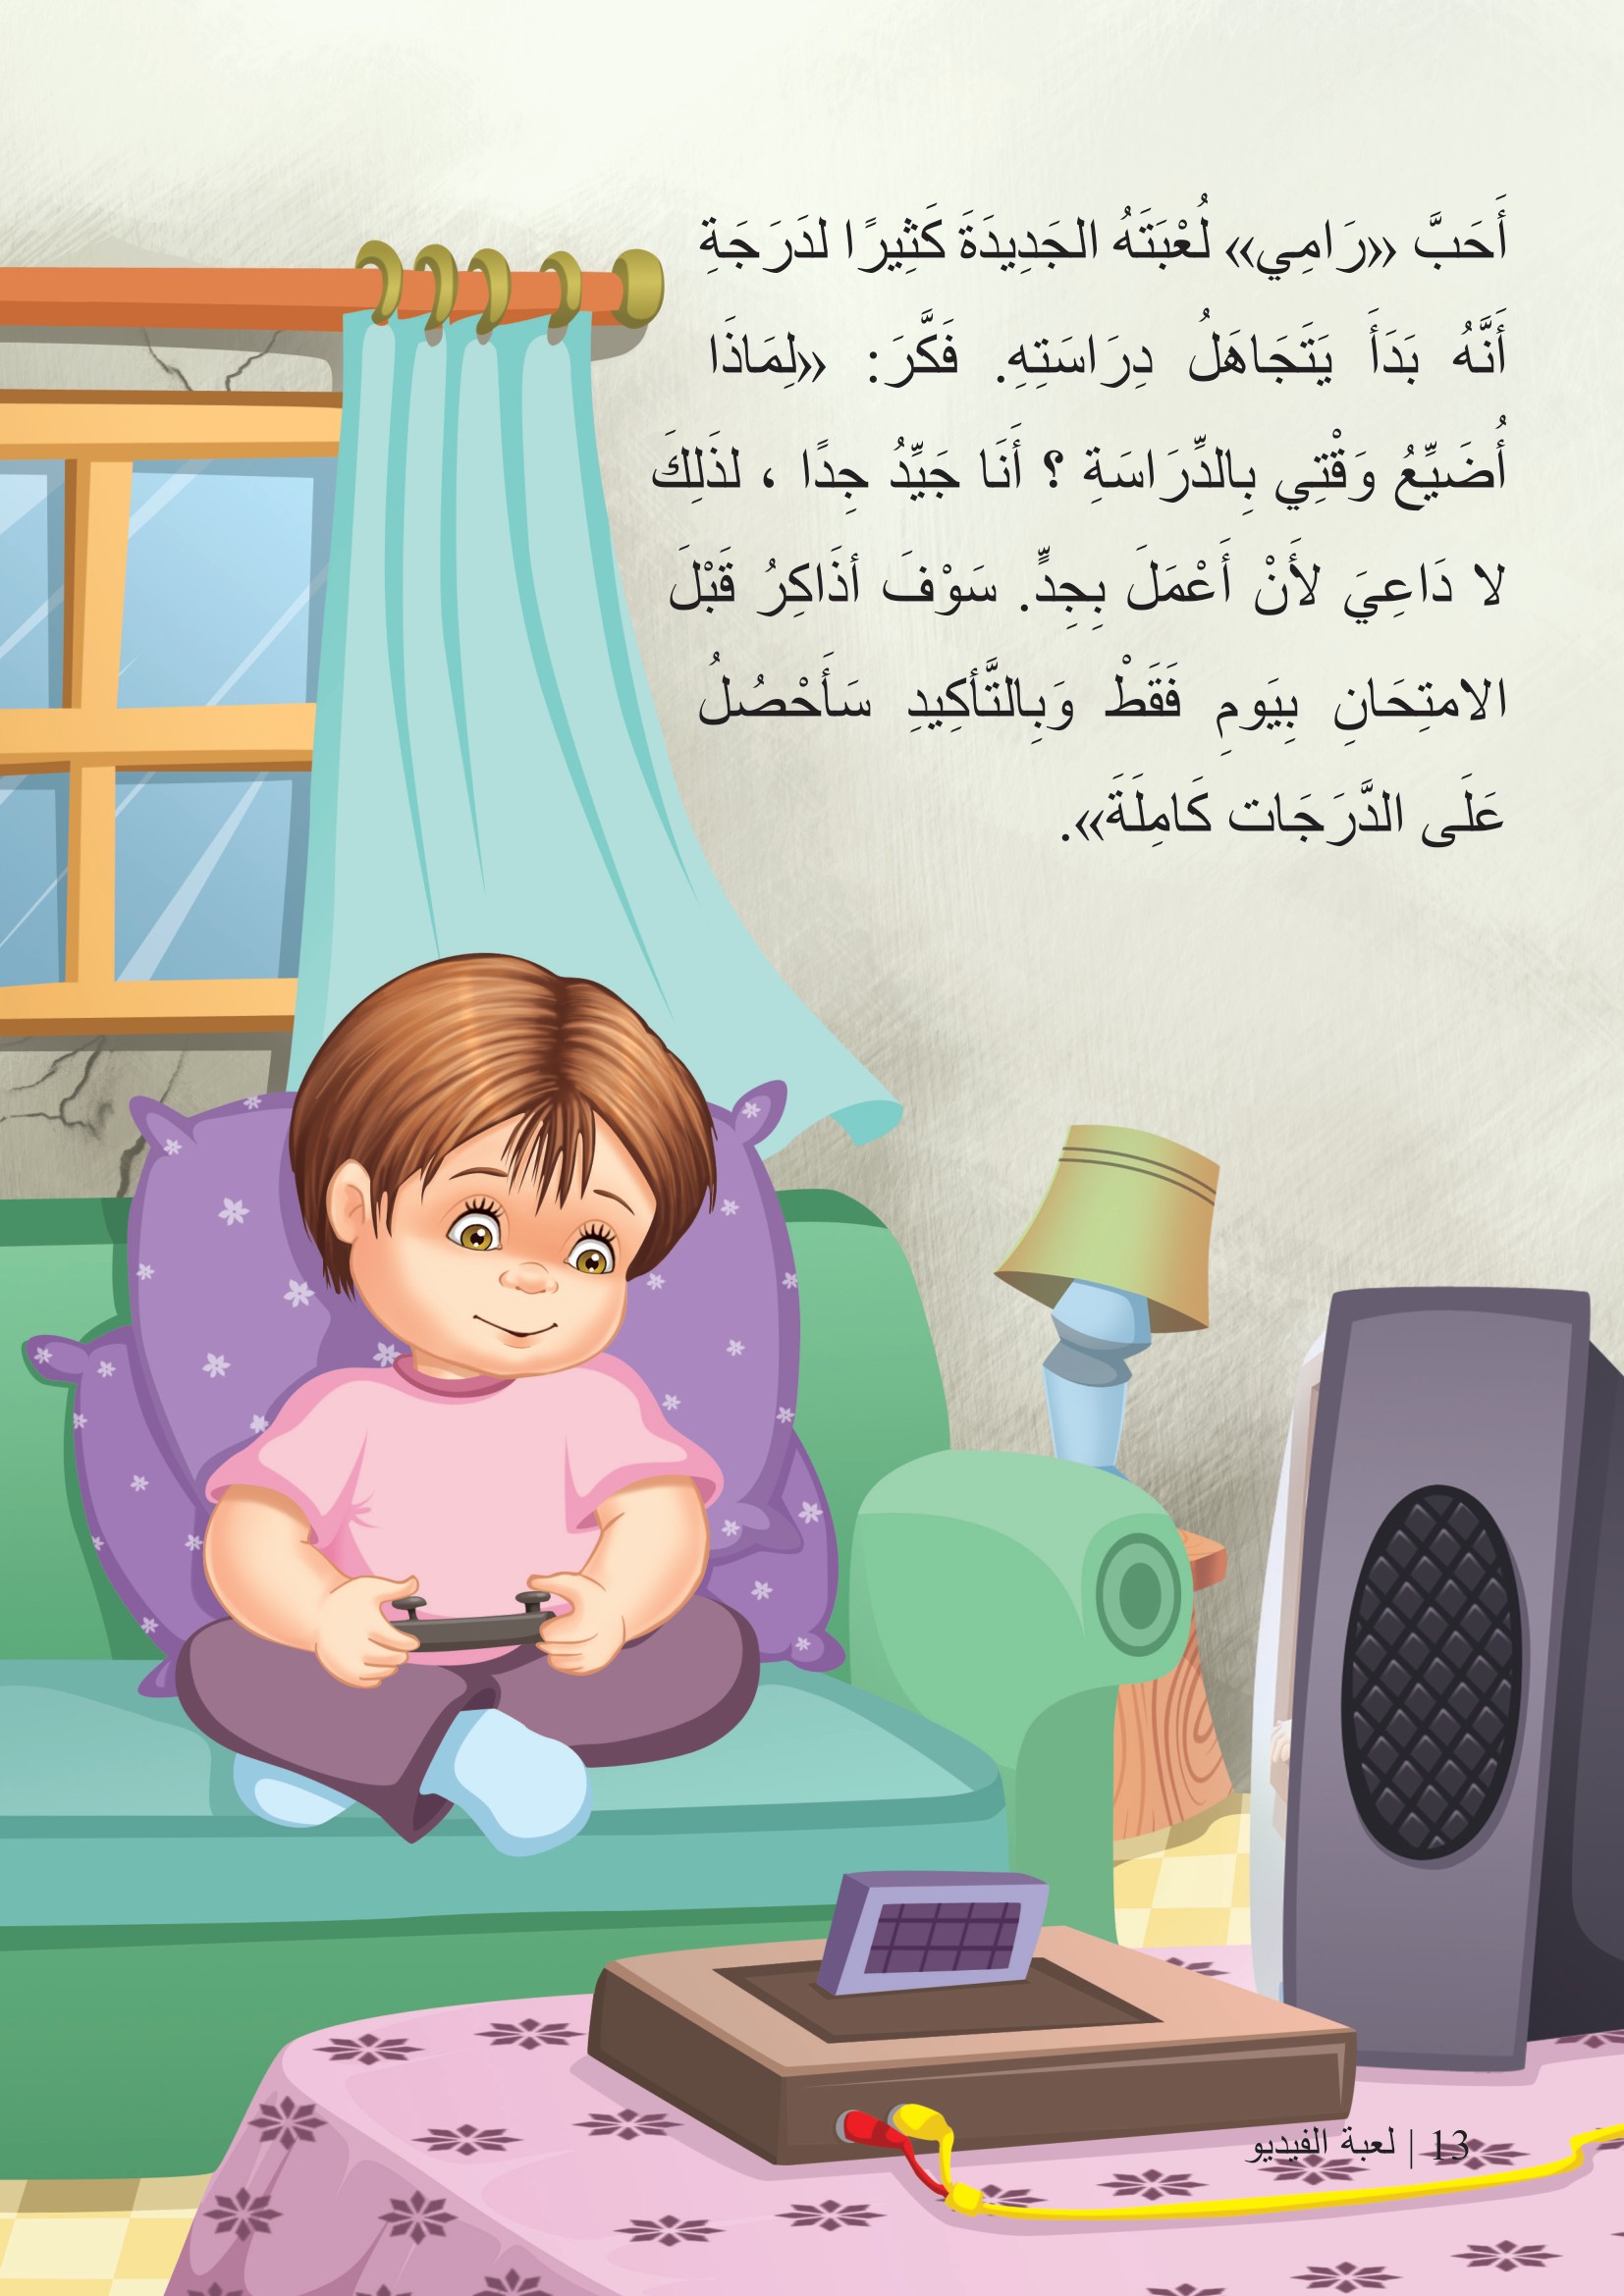 أَحَبَّ «رَامِي» لُعْبَتَهُ الجَدِيدَةَ كَثِيرًا لدَرَجَةِ
أَنَّهُ بَدَأَ يَتَجَاهَلُ دِرَاسَتِهِ. فَكَّرَ: «لِمَاذَا
أُضَيِّعُ وَقْتِي بِالدِّرَاسَةِ ؟ أَنَا جَيِّدُ جِدًا ، لذَلِكَ
لا دَاعِيَ لأَنْ أَعْمَلَ بِجِدٍّ. سَوْفَ أذَاكِرُ قَبْلَ
الامتِحَانِ بِيَومِ فَقَطْ وَبِالتَّأكِيدِ سَأَحْصُلُ
عَلَى الدَّرَجَات كَامِلَةَ».
13 | لعبة الفيديو